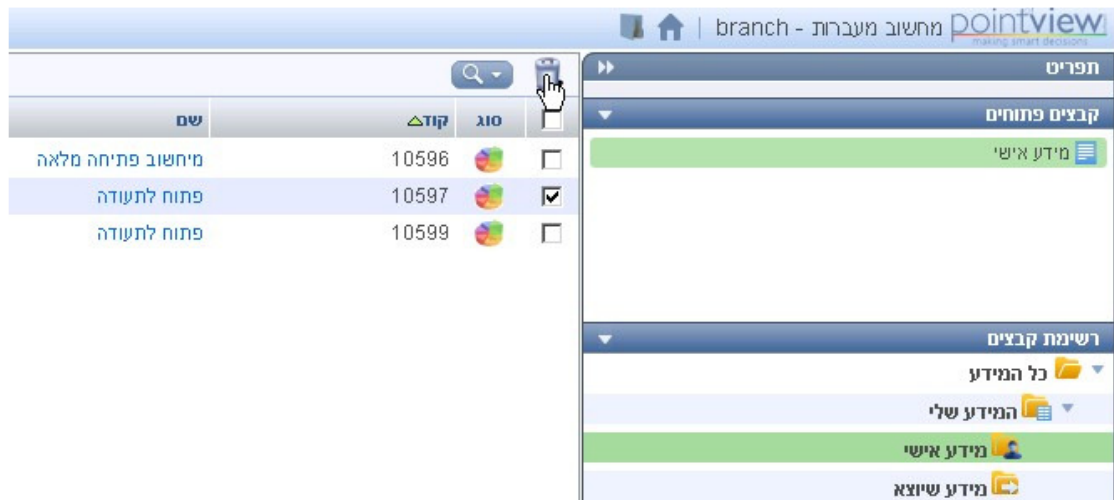 pointview מחשוב מעברות - branch |
making smart decisions
תפריט
קבצים פתוחים
מידע אישי
רשימת קבצים
כל המידע
המידע שלי
מידע אישי
מידע שיוצא
סוג קוד שם
10596 מיחשוב פתיחה מלאה
10597 פתוח לתעודה
10599 פתוח לתעודה